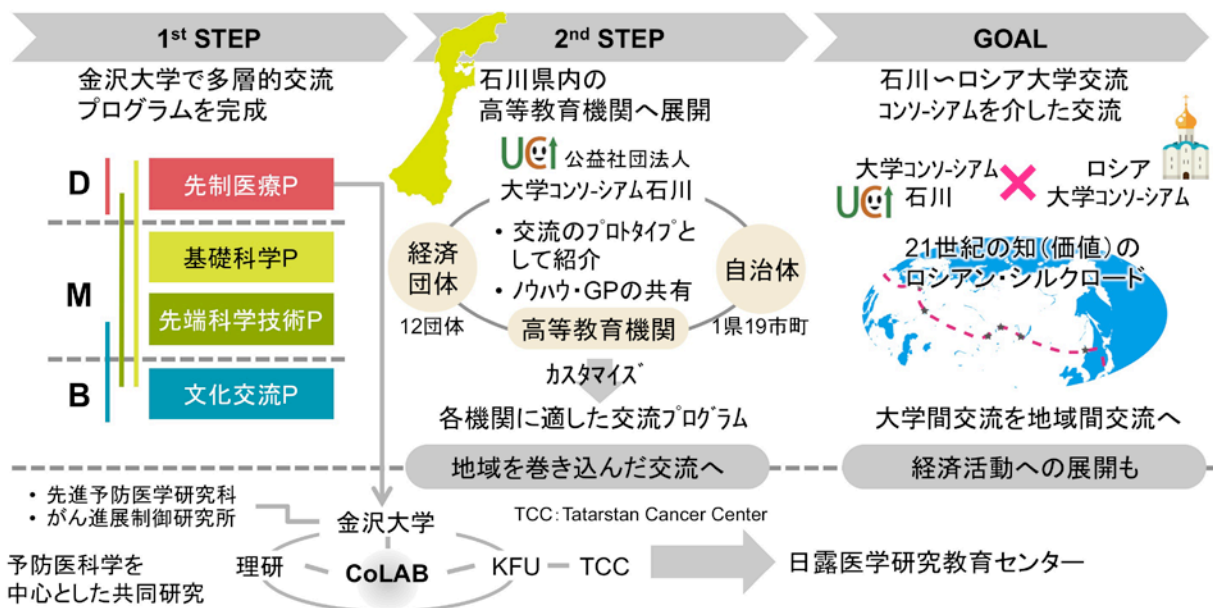 1st STEP
金沢大学で多層的交流
プログラムを完成
D
先制医療P
M
基礎科学P
先端科学技術P
B
文化交流P
2nd STEP
石川県内の
高等教育機関へ展開
UCI 公益社団法人
大学コンソーシアム石川
経済
団体
12団体
• 交流のプロトタイプと
して紹介
• ノウハウ・GPの共有
自治体
1県19市町
高等教育機関
カスタマイズ
各機関に適した交流プログラム
地域を巻き込んだ交流へ
GOAL
石川～ロシア大学交流
コンソーシアムを介した交流
大学コンソーシアム
UCI 石川
×
ロシア
大学コンソーシアム
21世紀の知（価値）の
ロシアン・シルクロード
大学間交流を地域間交流へ
経済活動への展開も
• 先進予防医学研究科
• がん進展制御研究所
予防医科学を
中心とした共同研究
金沢大学
理研
CoLAB
KFU
TCC
TCC：Tatarstan Cancer Center
日露医学研究教育センター